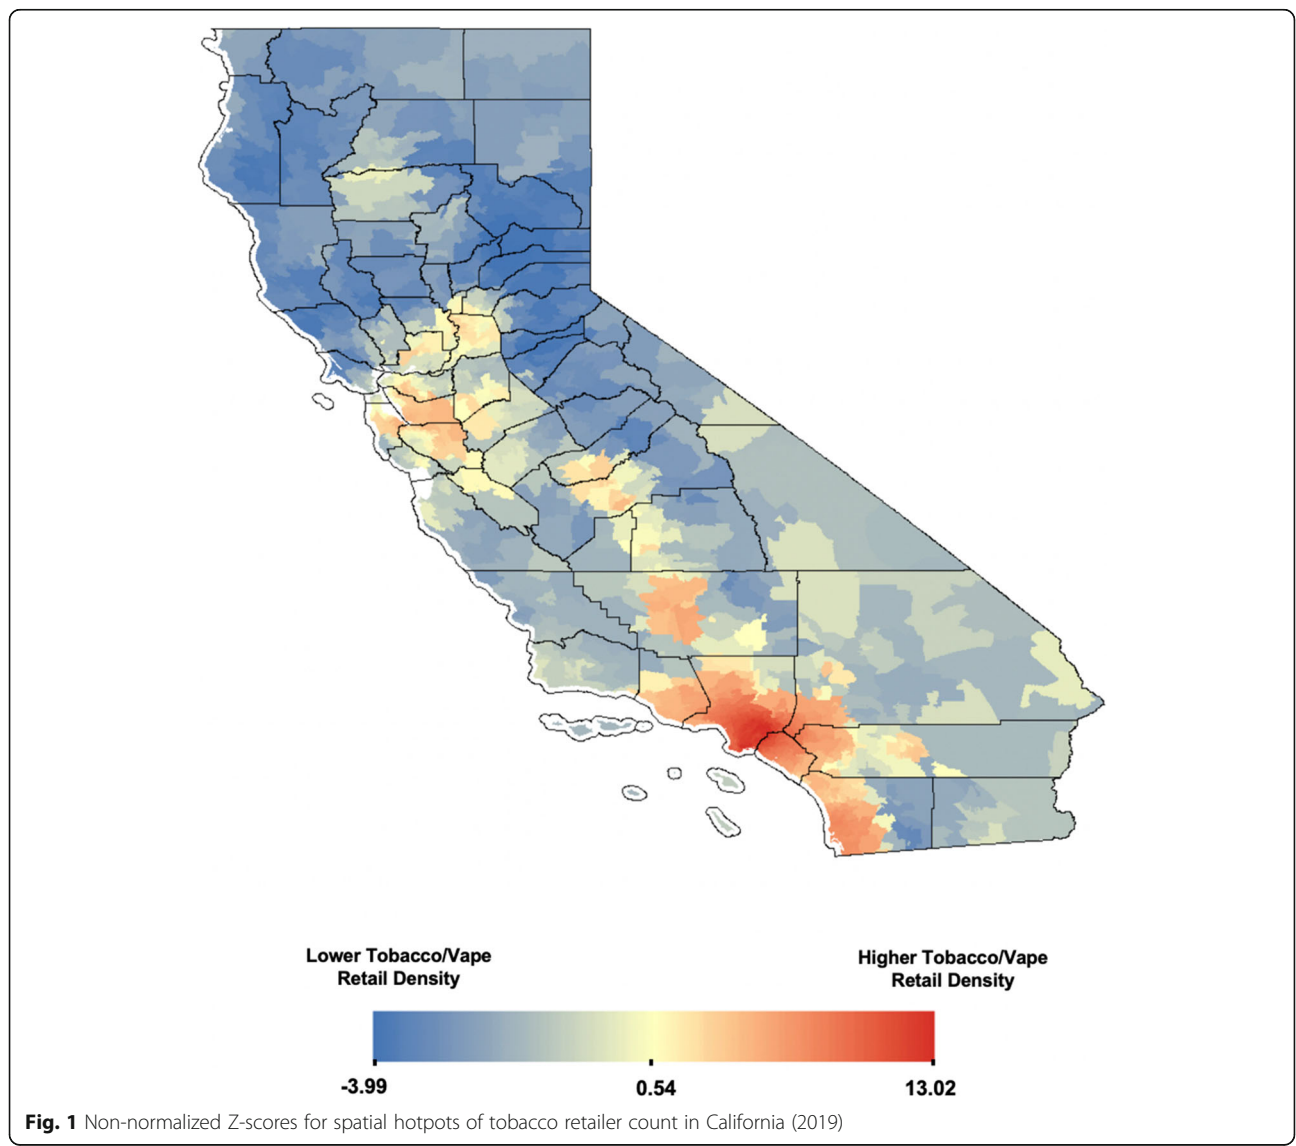 Lower Tobacco/Vape
Retail Density
Higher Tobacco/Vape
Retail Density
-3.99
0.54
13.02
Fig. 1 Non-normalized Z-scores for spatial hotpots of tobacco retailer count in California (2019)